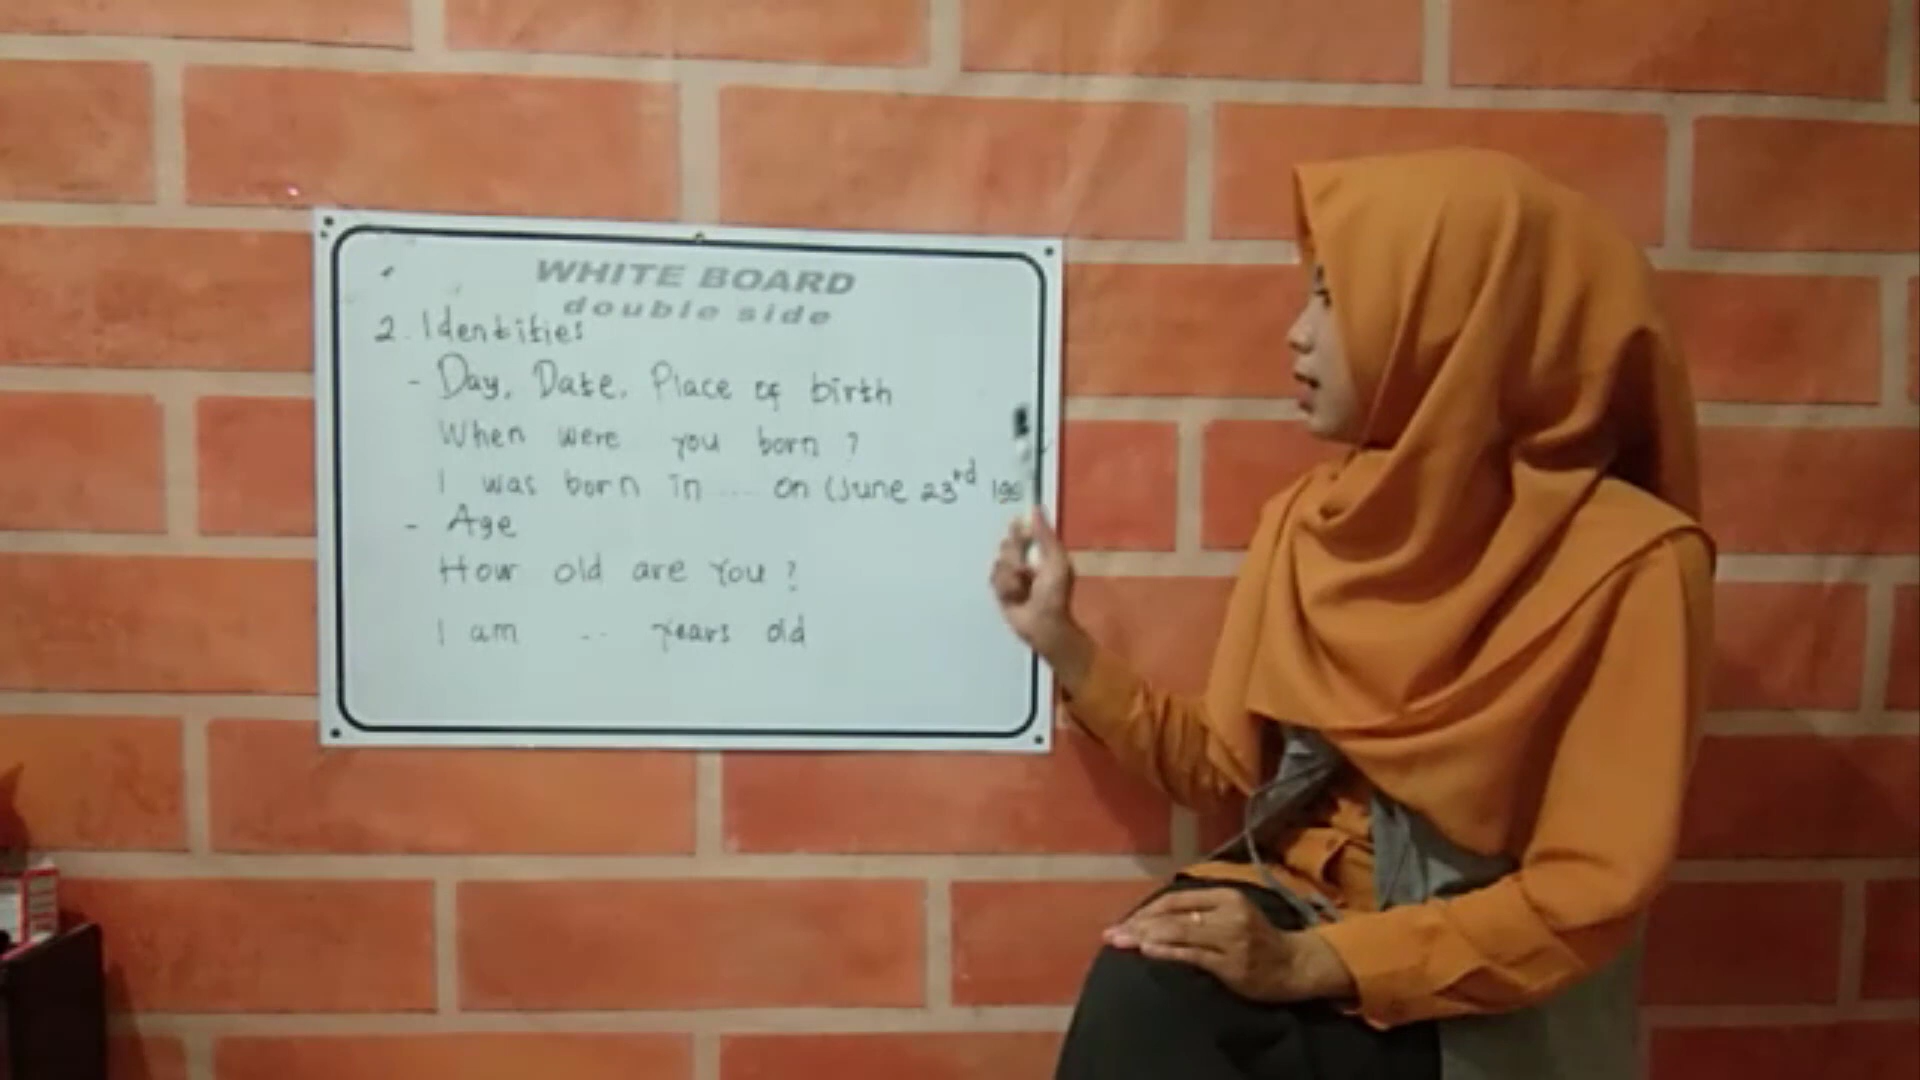 WHITE BOARD
double side
2. Identities
- Day, Date, Place of birth
When were you born ?
I was born in ... on (June 23rd
- Age
How old are you ?
I am .. years old